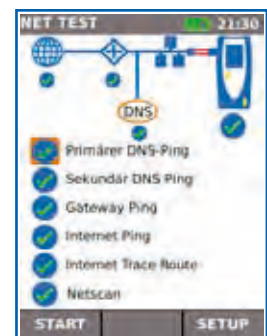 NET TEST 21:30
DNS
Primärer DNS-Ping
Sekundär DNS Ping
Gateway Ping
Internet Ping
Internet Trace Route
Netscan
START SETUP